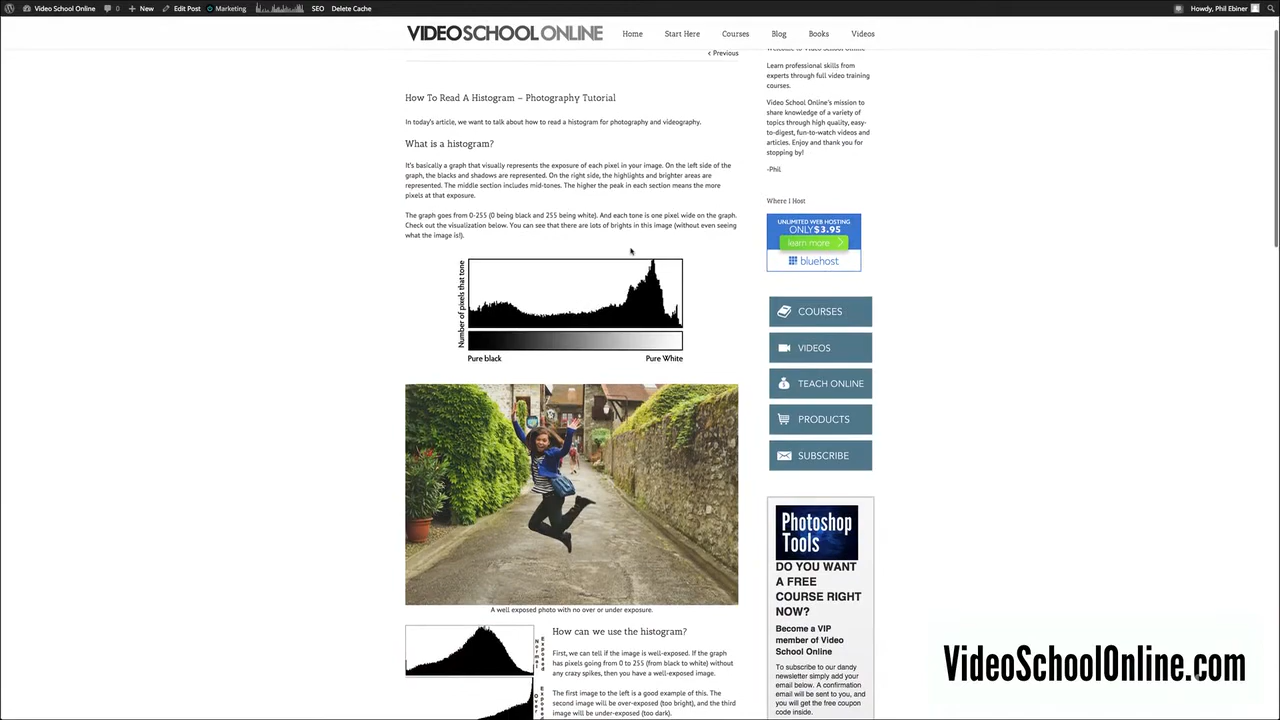 Video School Online 0 New Edit Post Marketing SEO Delete Cache Howdy, Phil Ebiner
VIDEOSCHOOLONLINE Home Start Here Courses Blog Books Videos
Previous
How To Read A Histogram – Photography Tutorial
In today's article, we want to talk about how to read a histogram for photography and videography.
What is a histogram?
It's basically a graph that visually represents the exposure of each pixel in your image. On the left side of the
graph, the blacks and shadows are represented. On the right side, the highlights and brighter areas are
represented. The middle section includes mid-tones. The higher the peak in each section means the more
pixels at that exposure.
The graph goes from 0-255 (0 being black and 255 being white). And each tone is one pixel wide on the graph.
Check out the visualization below. You can see that there are lots of brights in this image (without even seeing
what the image is!).
Number of pixels that tone
Pure black Pure White
A well exposed photo with no over or under exposure.
How can we use the histogram?
First, we can tell if the image is well-exposed. If the graph
has pixels going from 0 to 255 (from black to white) without
any crazy spikes, then you have a well-exposed image.
The first image to the left is a good example of this. The
second image will be over-exposed (too bright), and the third
image will be under-exposed (too dark).
Welcome to Video School Online
Learn professional skills from
experts through full video training
courses.
Video School Online's mission to
share knowledge of a variety of
topics through high quality, easy-
to-digest, fun-to-watch videos and
articles. Enjoy and thank you for
stopping by!
-Phil
Where I Host
UNLIMITED WEB HOSTING
ONLY $3.95
learn more
bluehost
COURSES
VIDEOS
TEACH ONLINE
PRODUCTS
SUBSCRIBE
Photoshop
Tools
DO YOU WANT
A FREE
COURSE RIGHT
NOW?
Become a VIP
member of Video
School Online
To subscribe to our dandy
newsletter simply add your
email below. A confirmation
email will be sent to you, and
you will get the free coupon
code inside.
VideoSchoolOnline.com